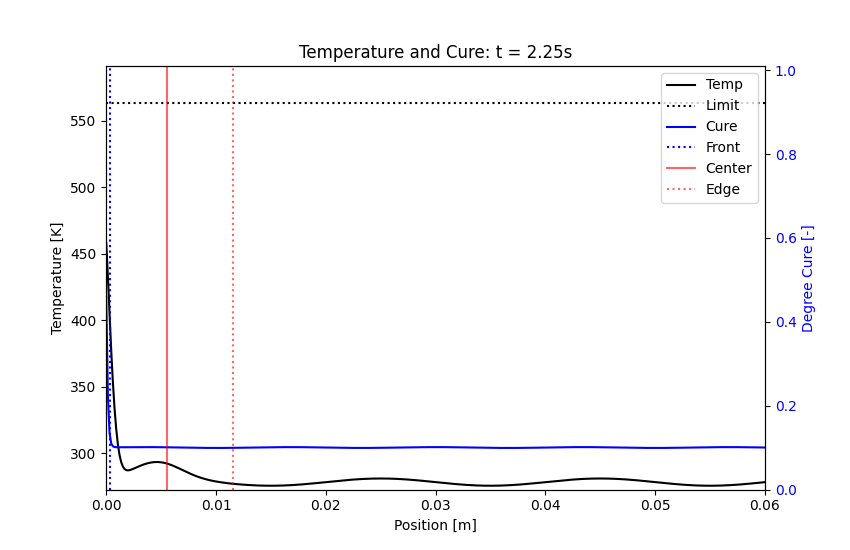 Temperature and Cure: t = 2.25s
Temp
Limit
Cure
Front
Center
Edge
Temperature [K]
550
500
450
400
350
300
Degree Cure [-]
1.0
0.8
0.6
0.4
0.2
0.0
0.00
0.01
0.02
0.03
0.04
0.05
0.06
Position [m]